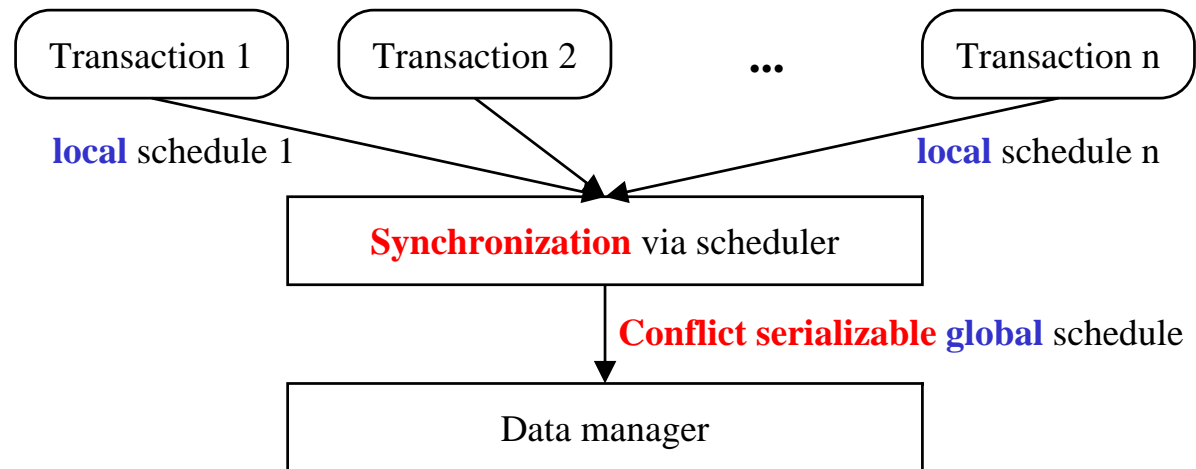 Transaction 1
Transaction 2
...
Transaction n
local schedule 1
local schedule n
Synchronization via scheduler
Conflict serializable global schedule
Data manager